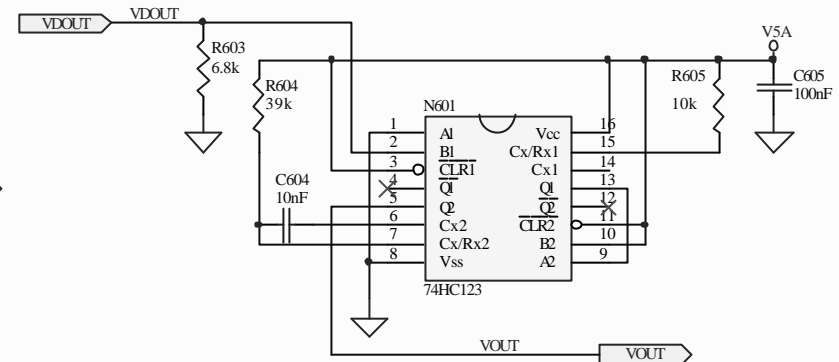 VDOUT
VDOUT
R603
6.8k
R604
39k
V5A
R605
10k
C605
100nF
N601
1
A1
Vcc
16
2
B1
Cx/Rx1
15
3
CLR1
Cx1
14
4
Q1
Q1
13
5
Q2
Q2
12
6
Cx2
CLR2
11
7
Cx/Rx2
B2
10
8
Vss
A2
9
C604
10nF
74HC123
VOUT
VOUT